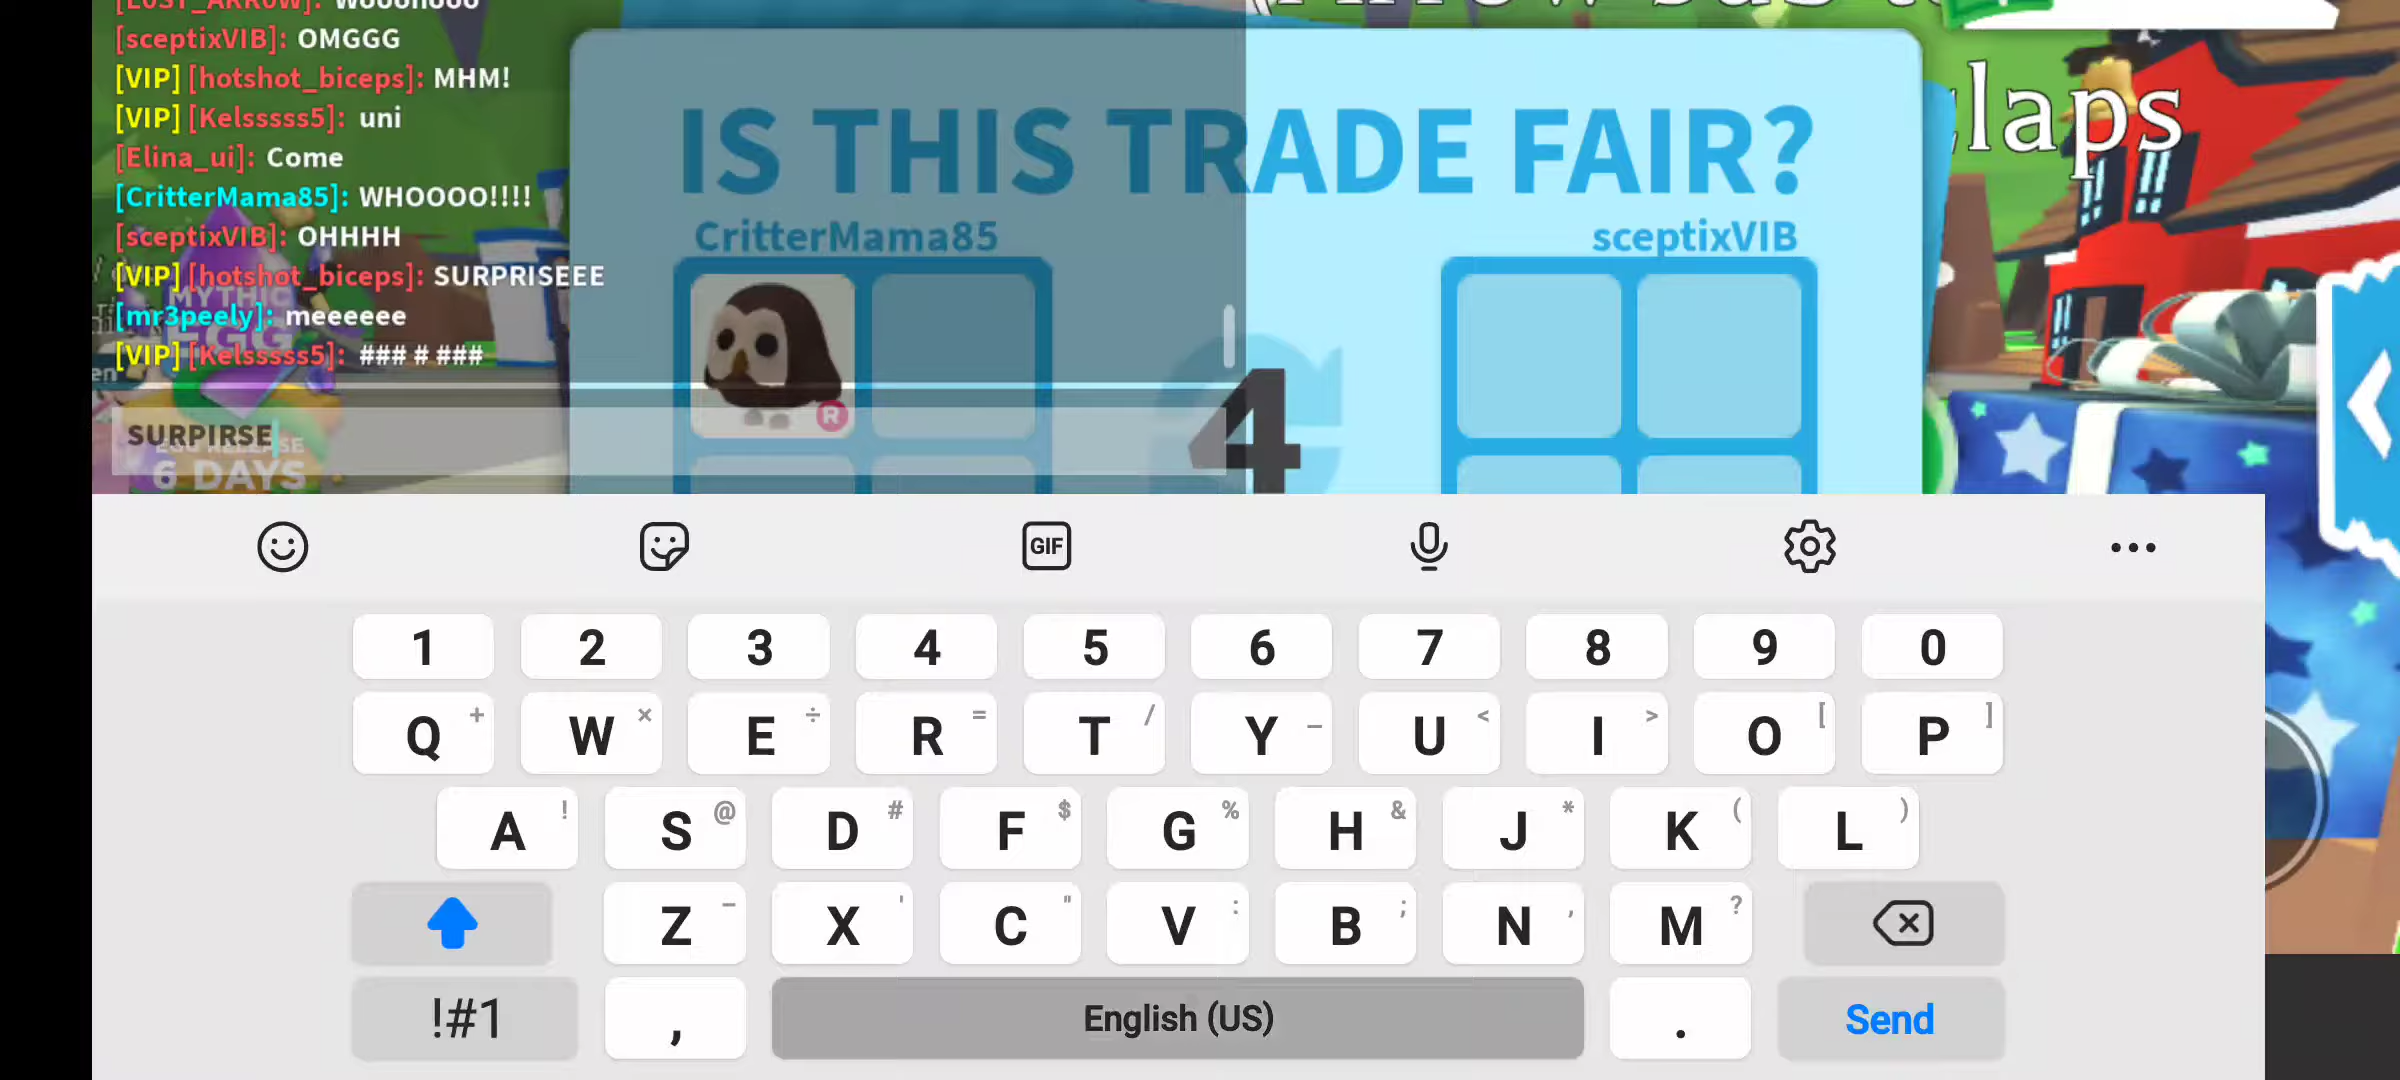 [sceptixVIB]: OMGGG
[VIP] [hotshot_biceps]: MHM!
[VIP] [Kelsssss5]: uni
[Elina_ui]: Come
[CritterMama85]: WHOOOO!!!!
[sceptixVIB]: OHHHH
[VIP] [hotshot_biceps]: SURPRISEEE
[mr3peely]: meeeeee
[VIP] [Kelsssss5]: ### # ###
SURPIRSE
MYTHIC
EGG
6 DAYS
IS THIS TRADE FAIR?
CritterMama85
sceptixVIB
R
4
laps
GIF
1 2 3 4 5 6 7 8 9 0
Q + W × E ÷ R = T / Y _ U < I > O [ P ]
A ! S @ D # F $ G % H & J * K ( L )
Z - X ' C " V : B ; N , M ?
!#1 , English (US) . Send